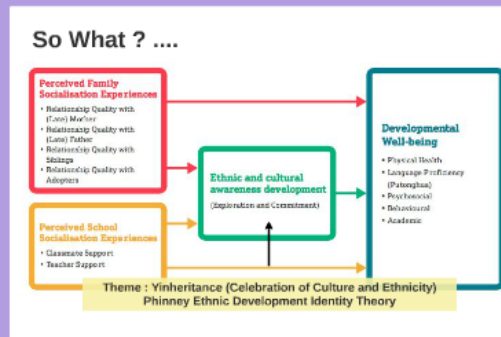 So What ? ....
Perceived Family
Socialisation Experiences
• Relationship Quality with
(Late) Mother
• Relationship Quality with
(Late) Father
• Relationship Quality with
Siblings
• Relationship Quality with
Adopters
Perceived School
Socialisation Experiences
• Classmate Support
• Teacher Support
Ethnic and cultural
awareness development
(Exploration and Commitment)
Developmental
Well-being
• Physical Health
• Language Proficiency
(Putonghua)
• Psychosocial
• Behavioural
• Academic
Theme : Yinheritance (Celebration of Culture and Ethnicity)
Phinney Ethnic Development Identity Theory